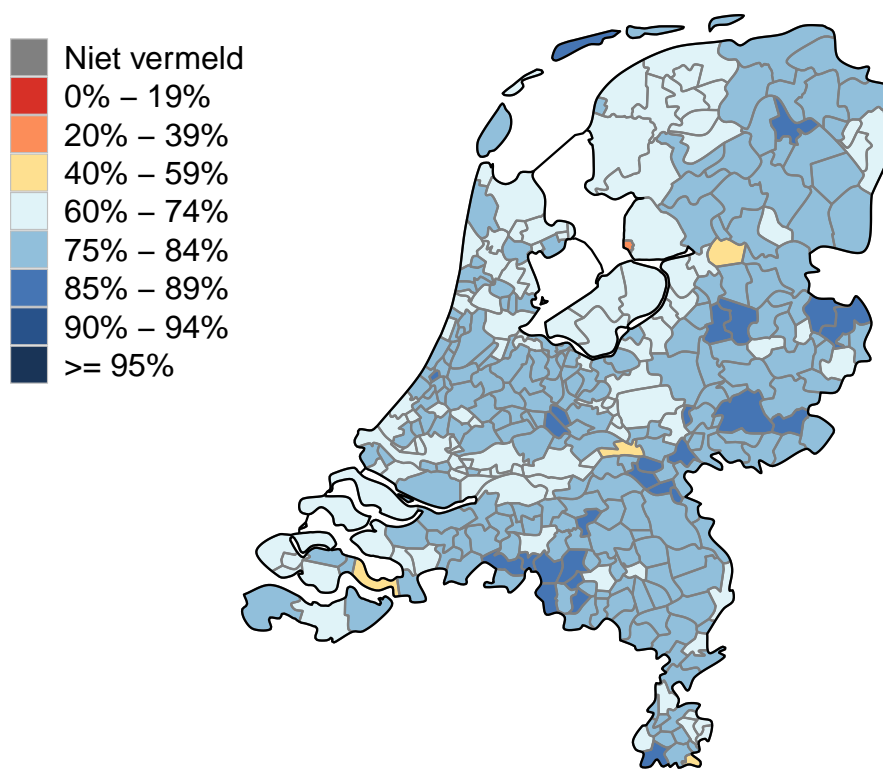 Niet vermeld
0% – 19%
20% – 39%
40% – 59%
60% – 74%
75% – 84%
85% – 89%
90% – 94%
>= 95%